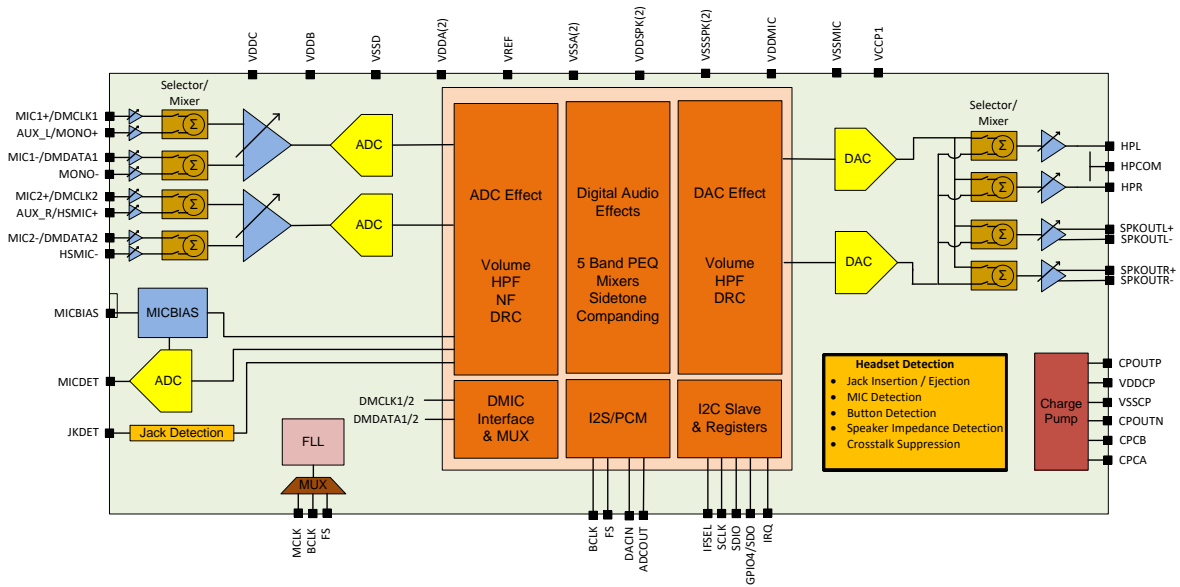 VDDC
VDDB
VSSD
VDDA(2)
VREF
VSSA(2)
VDDSPK(2)
VSSSPK(2)
VDDMIC
VSSMIC
VCCP1
Selector/
Mixer
MIC1+/DMCLK1
AUX_L/MONO+
MIC1-/DMDATA1
MONO-
MIC2+/DMCLK2
AUX_R/HSMIC+
MIC2-/DMDATA2
HSMIC-
Σ
Σ
Σ
Σ
ADC
ADC
MICBIAS
MICBIAS
MICDET
ADC
JKDET
Jack Detection
FLL
MUX
MCLK
BCLK
FS
DMCLK1/2
DMDATA1/2
ADC Effect
Volume
HPF
NF
DRC
Digital Audio
Effects
5 Band PEQ
Mixers
Sidetone
Companding
DAC Effect
Volume
HPF
DRC
DMIC
Interface
& MUX
I2S/PCM
I2C Slave
& Registers
BCLK
FS
DACIN
ADCOUT
IFSEL
SCLK
SDIO
GPIO4/SDO
IRQ
DAC
DAC
Selector/
Mixer
Σ
Σ
Σ
Σ
HPL
HPCOM
HPR
SPKOUTL+
SPKOUTL-
SPKOUTR+
SPKOUTR-
Headset Detection
• Jack Insertion / Ejection
• MIC Detection
• Button Detection
• Speaker Impedance Detection
• Crosstalk Suppression
Charge
Pump
CPOUTP
VDDCP
VSSCP
CPOUTN
CPCB
CPCA